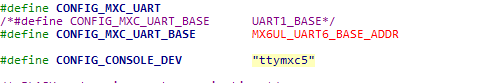 #define CONFIG_MXC_UART
/*#define CONFIG_MXC_UART_BASE UART1_BASE*/
#define CONFIG_MXC_UART_BASE MX6UL_UART6_BASE_ADDR
#define CONFIG_CONSOLE_DEV "ttymxc5"